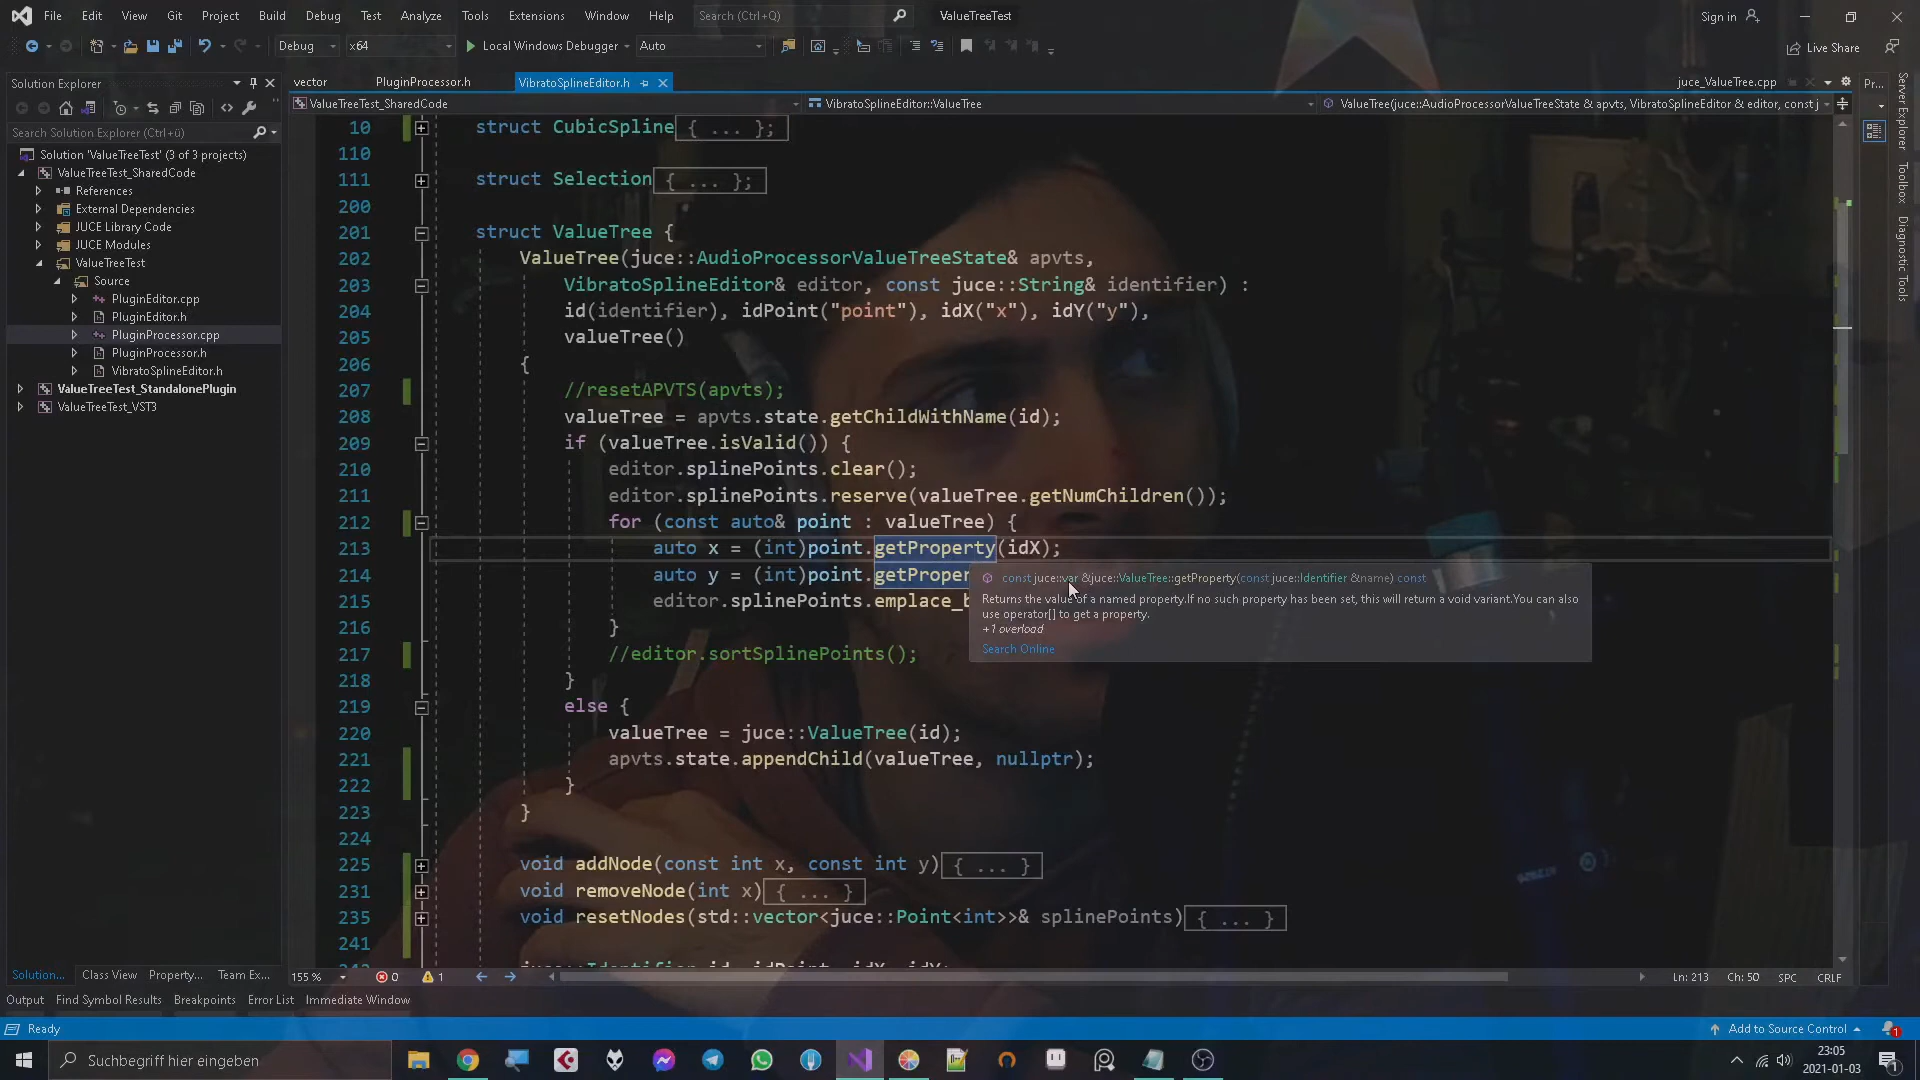 File Edit View Git Project Build Debug Test Analyze Tools Extensions Window Help Search (Ctrl+Q) ValueTreeTest Sign in
Debug x64 Local Windows Debugger Auto Live Share
Solution Explorer
vector PluginProcessor.h VibratoSplineEditor.h juce_ValueTree.cpp
ValueTreeTest_SharedCode VibratoSplineEditor::ValueTree ValueTree(juce::AudioProcessorValueTreeState & apvts, VibratoSplineEditor & editor, const j
Search Solution Explorer (Ctrl+ü)
Solution 'ValueTreeTest' (3 of 3 projects)
ValueTreeTest_SharedCode
References
External Dependencies
JUCE Library Code
JUCE Modules
ValueTreeTest
Source
PluginEditor.cpp
PluginEditor.h
PluginProcessor.cpp
PluginProcessor.h
VibratoSplineEditor.h
ValueTreeTest_StandalonePlugin
ValueTreeTest_VST3
Solution... Class View Property... Team Ex...
10 struct CubicSpline { ... };
110
111 struct Selection { ... };
200
201 struct ValueTree {
202 ValueTree(juce::AudioProcessorValueTreeState& apvts,
203 VibratoSplineEditor& editor, const juce::String& identifier) :
204 id(identifier), idPoint("point"), idX("x"), idY("y"),
205 valueTree()
206 {
207 //resetAPVTS(apvts);
208 valueTree = apvts.state.getChildWithName(id);
209 if (valueTree.isValid()) {
210 editor.splinePoints.clear();
211 editor.splinePoints.reserve(valueTree.getNumChildren());
212 for (const auto& point : valueTree) {
213 auto x = (int)point.getProperty(idX);
214 auto y = (int)point.getProper
215 editor.splinePoints.emplace_b
216 }
217 //editor.sortSplinePoints();
218 }
219 else {
220 valueTree = juce::ValueTree(id);
221 apvts.state.appendChild(valueTree, nullptr);
222 }
223 }
224
225 void addNode(const int x, const int y) { ... }
231 void removeNode(int x) { ... }
235 void resetNodes(std::vector<juce::Point<int>>& splinePoints) { ... }
241
const juce::var &juce::ValueTree::getProperty(const juce::Identifier &name) const
Returns the value of a named property.If no such property has been set, this will return a void variant.You can also
use operator[] to get a property.
+1 overload
Search Online
Pr...
Server Explorer
Toolbox
Diagnostic Tools
155 % 0 1 Ln: 213 Ch: 50 SPC CRLF
Output Find Symbol Results Breakpoints Error List Immediate Window
Ready Add to Source Control 1
Suchbegriff hier eingeben
23:05
2021-01-03